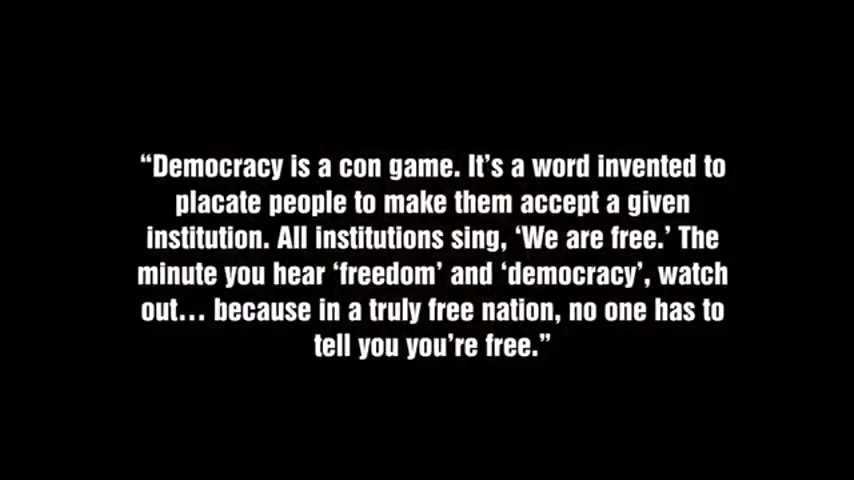 “Democracy is a con game. It’s a word invented to
placate people to make them accept a given
institution. All institutions sing, ‘We are free.’ The
minute you hear ‘freedom’ and ‘democracy’, watch
out… because in a truly free nation, no one has to
tell you you’re free.”